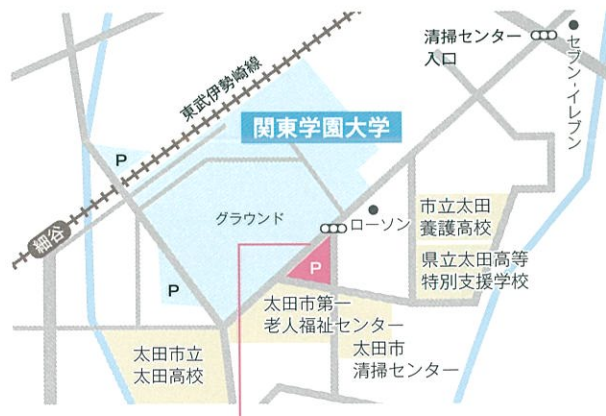 清掃センター
入口
セブン-イレブン
東武伊勢崎線
関東学園大学
P
細谷
グラウンド
ローソン
市立太田
養護高校
P
P
県立太田高等
特別支援学校
太田市第一
老人福祉センター
太田市
清掃センター
太田市立
太田高校